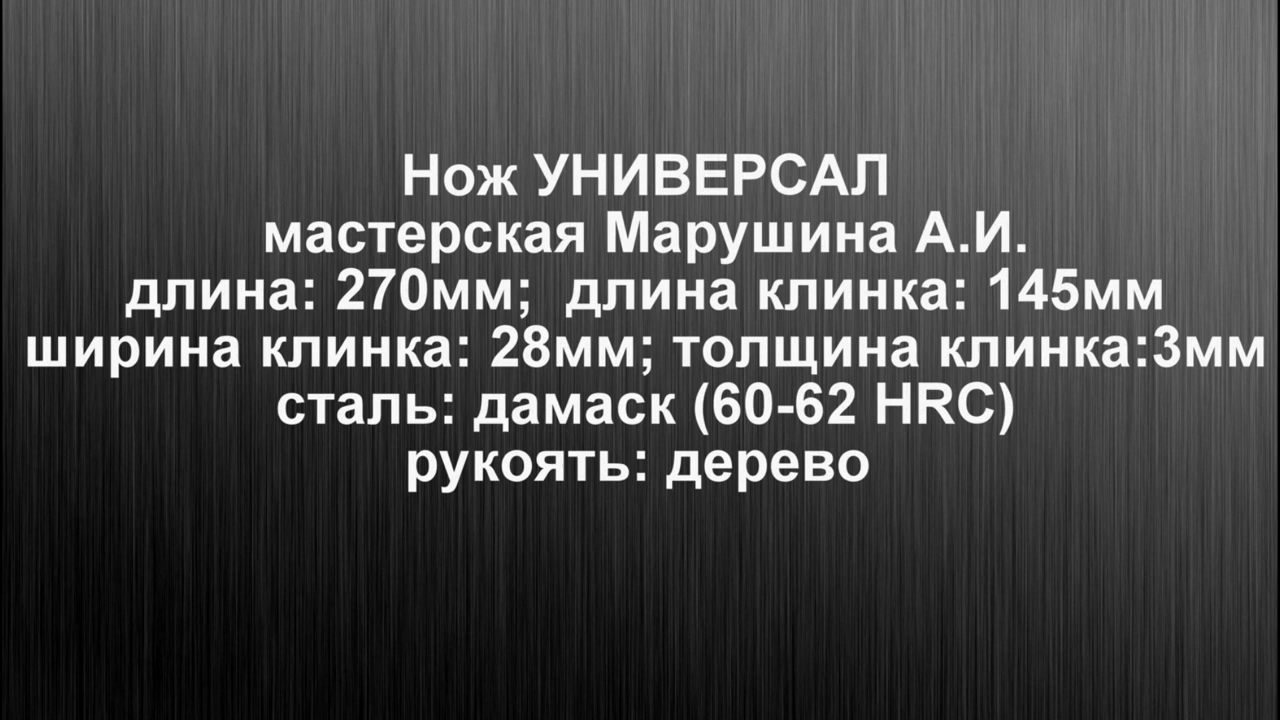 Нож УНИВЕРСАЛ
мастерская Марушина А.И.
длина: 270мм;  длина клинка: 145мм
ширина клинка: 28мм; толщина клинка:3мм
сталь: дамаск (60-62 HRC)
рукоять: дерево